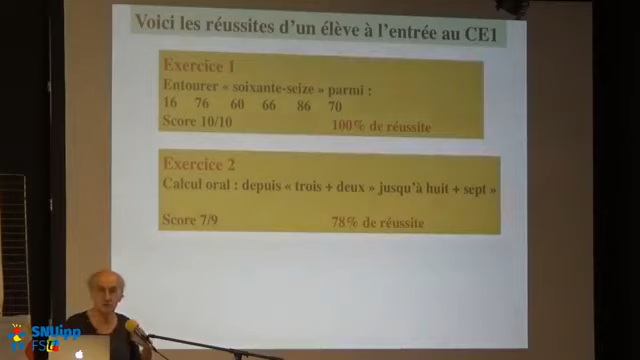 Voici les réussites d'un élève à l'entrée au CE1
Exercice 1
Entourer « soixante-seize » parmi :
16 76 60 66 86 70
Score 10/10 100% de réussite
Exercice 2
Calcul oral : depuis « trois + deux » jusqu'à huit + sept »
Score 7/9 78% de réussite
SNUipp
FSU